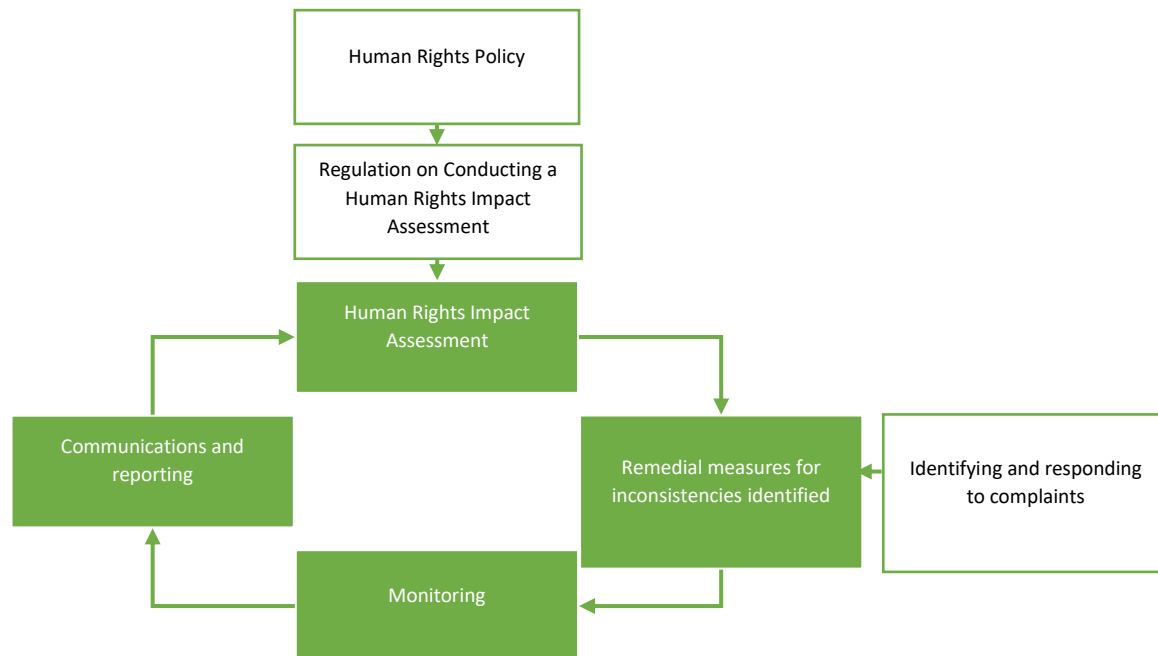 Human Rights Policy
Regulation on Conducting a
Human Rights Impact
Assessment
Human Rights Impact
Assessment
Communications and
reporting
Remedial measures for
inconsistencies identified
Identifying and responding
to complaints
Monitoring